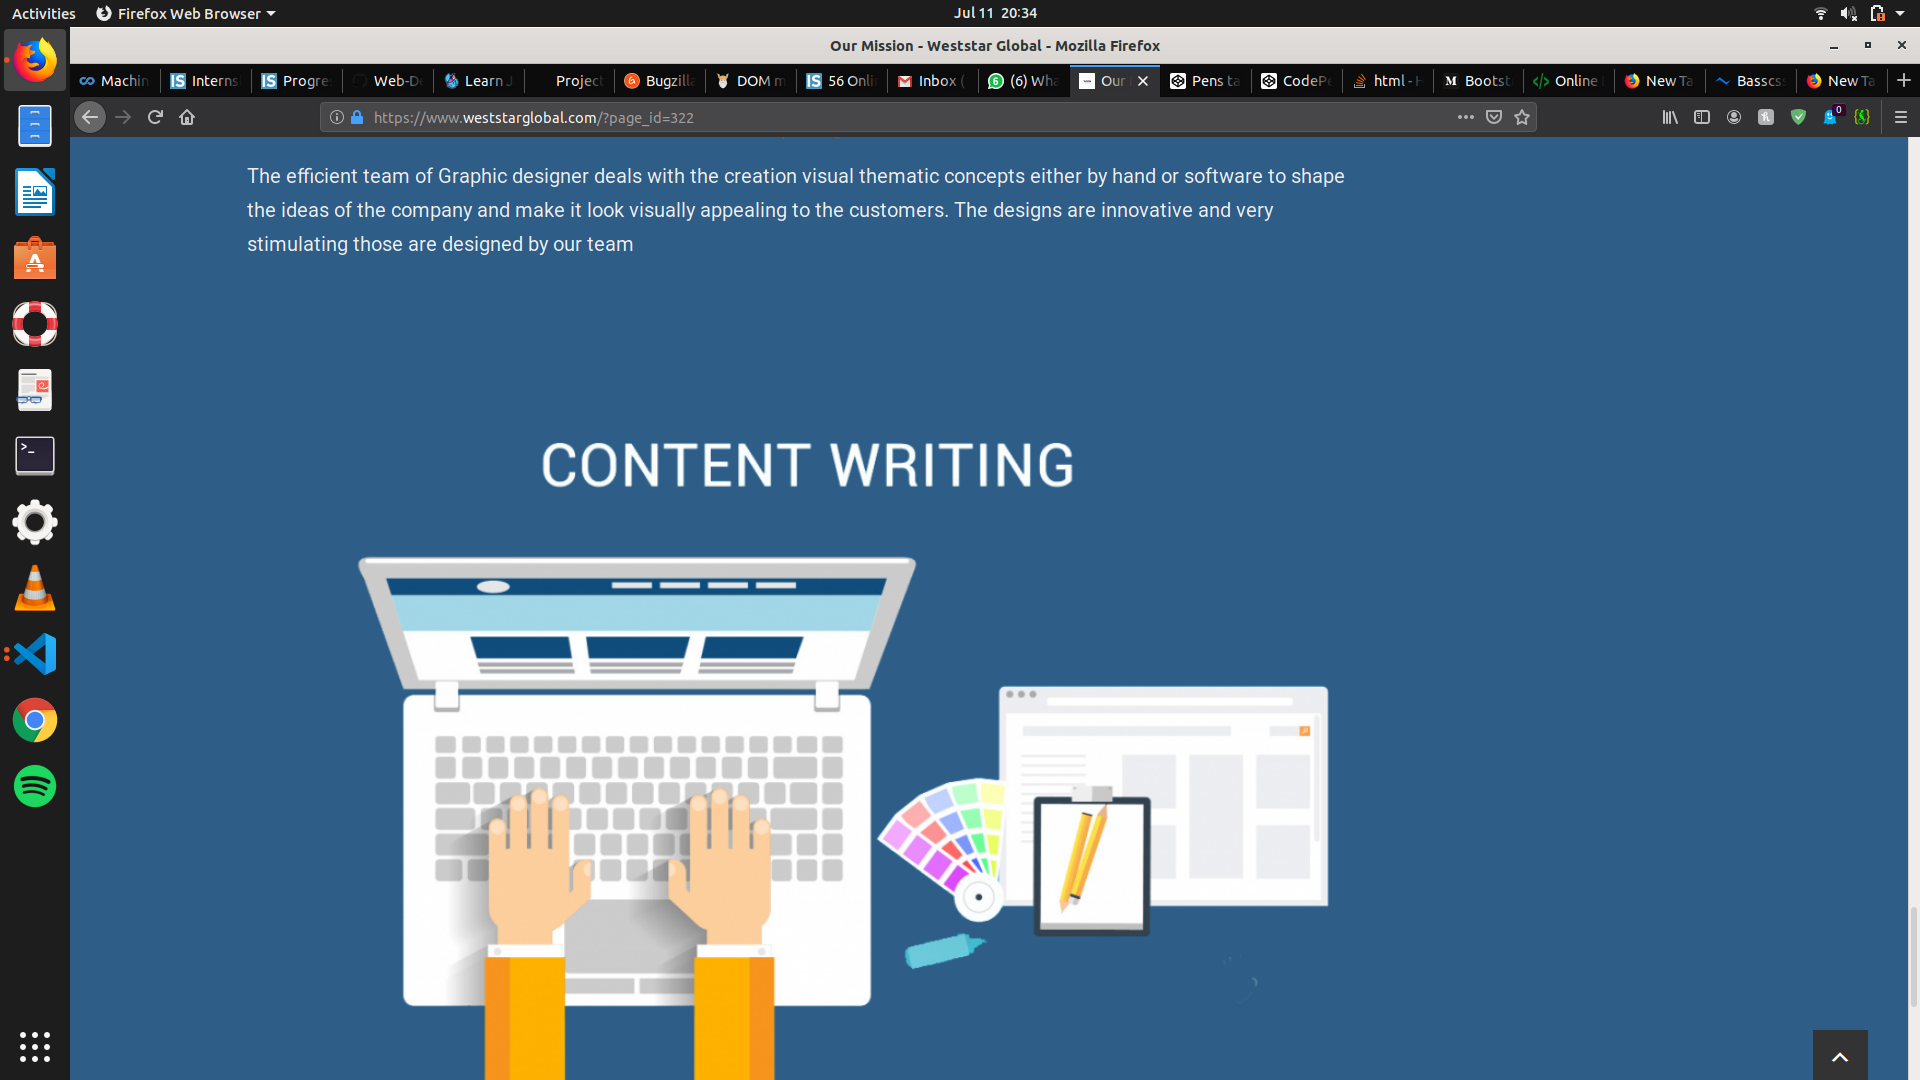 Activities Firefox Web Browser Jul 11 20:34
Our Mission - Weststar Global - Mozilla Firefox
Machin Interns Progre Web-De Learn J Project Bugzilla DOM m 56 Onli Inbox ( (6) Wha Our Pens ta CodePe html - H Bootst Online New Ta Basscs New Ta
https://www.weststarglobal.com/?page_id=322 0
The efficient team of Graphic designer deals with the creation visual thematic concepts either by hand or software to shape
the ideas of the company and make it look visually appealing to the customers. The designs are innovative and very
stimulating those are designed by our team
CONTENT WRITING